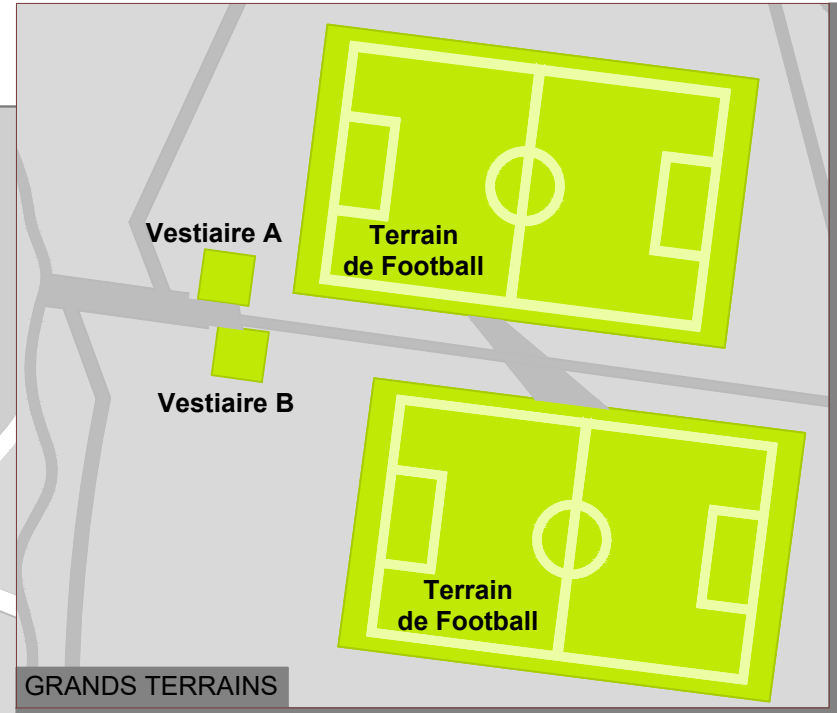 Vestiaire A
Terrain
de Football
Vestiaire B
Terrain
de Football
GRANDS TERRAINS